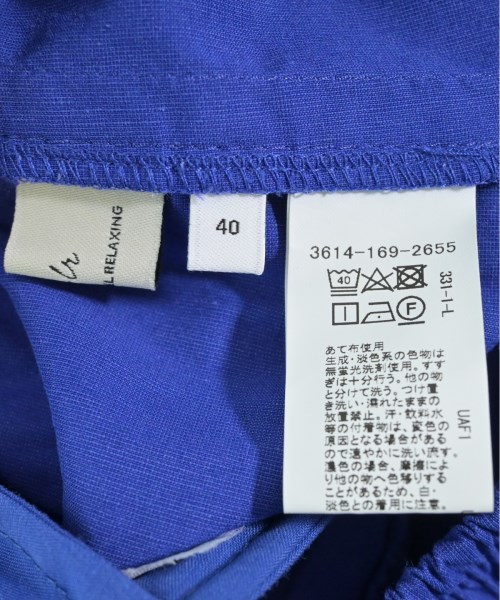 lr
L RELAXING
40
3614-169-2655
40
F
331-I-L
あて布使用
生成・淡色系の色物は
無蛍光洗剤使用。すす
ぎは十分行う。他の物
と分けて洗う。つけ置
き洗い・濡れたままの
放置禁止。汗・飲料水
等の付着物は、変色の
原因となる場合がある
ので速やかに洗い流す。
濃色の場合、摩擦によ
り他の物へ色移りする
ことがあるため、白・
淡色との着用に注意。
UAF1